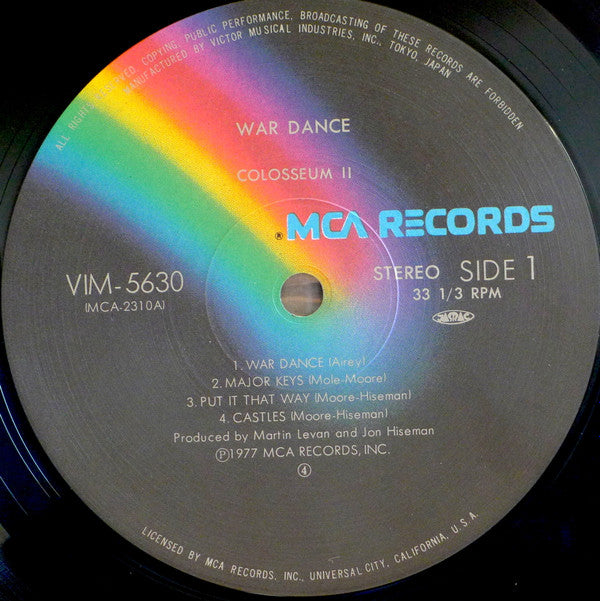 ALL RIGHTS RESERVED. COPYING, PUBLIC PERFORMANCE, BROADCASTING OF THESE RECORDS ARE FORBIDDEN.
MANUFACTURED BY VICTOR MUSICAL INDUSTRIES, INC., TOKYO, JAPAN
WAR DANCE
COLOSSEUM II
® MCA RECORDS
VIM-5630
(MCA-2310A)
STEREO SIDE 1
33 1/3 RPM
JASRAC
1. WAR DANCE (Airey)
2. MAJOR KEYS (Mole-Moore)
3. PUT IT THAT WAY (Moore-Hiseman)
4. CASTLES (Moore-Hiseman)
Produced by Martin Levan and Jon Hiseman
Ⓟ1977 MCA RECORDS, INC.
④
LICENSED BY MCA RECORDS, INC., UNIVERSAL CITY, CALIFORNIA, U.S.A.